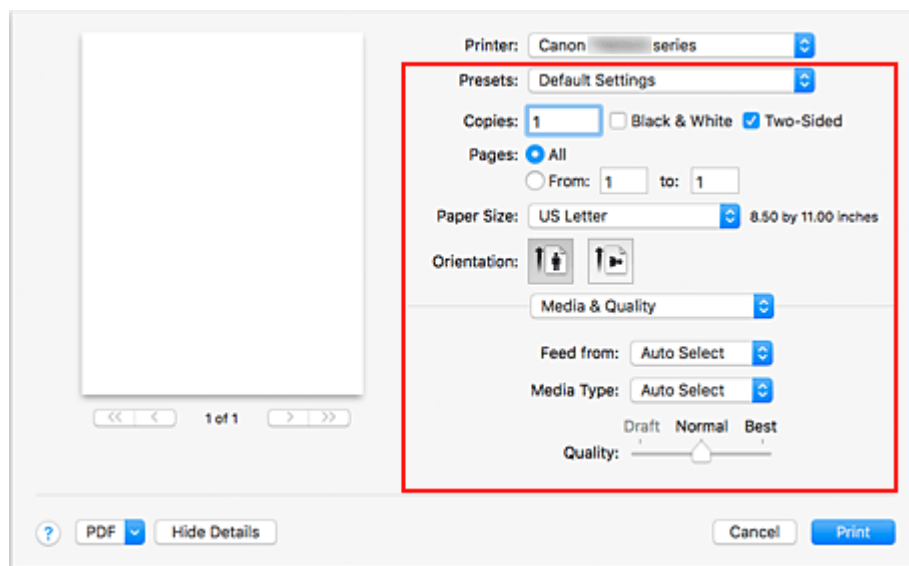 Printer: Canon series
Presets: Default Settings
Copies: 1 Black & White Two-Sided
Pages: All
From: 1 to: 1
Paper Size: US Letter 8.50 by 11.00 inches
Orientation:
Media & Quality
Feed from: Auto Select
Media Type: Auto Select
Draft Normal Best
Quality:
<< < 1 of 1 > >>
? PDF Hide Details Cancel Print